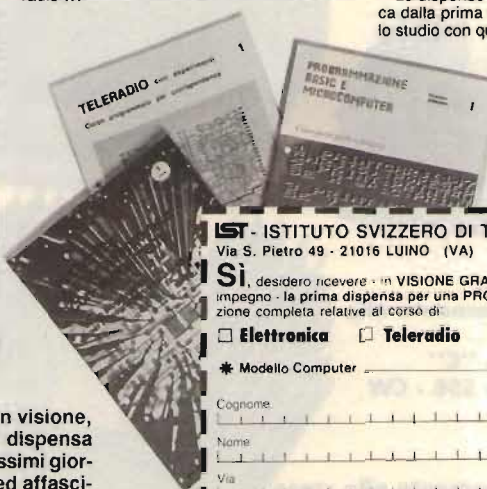 ca dalla prima
lo studio con qu
TELERADIO con esperimenti
1
Corso programmato per corrispondenza
PROGRAMMAZIONE
BASIC E
MICROCOMPUTER
1
IST - ISTITUTO SVIZZERO DI T
Via S. Pietro 49 - 21016 LUINO (VA)
SÌ, desidero ricevere - in VISIONE GRA
impegno - la prima dispensa per una PRO
zione completa relative al corso di
Elettronica Teleradio
Modello Computer
Cognome
Nome
Via
n visione,
dispensa
ssimi gior-
ed affasci-